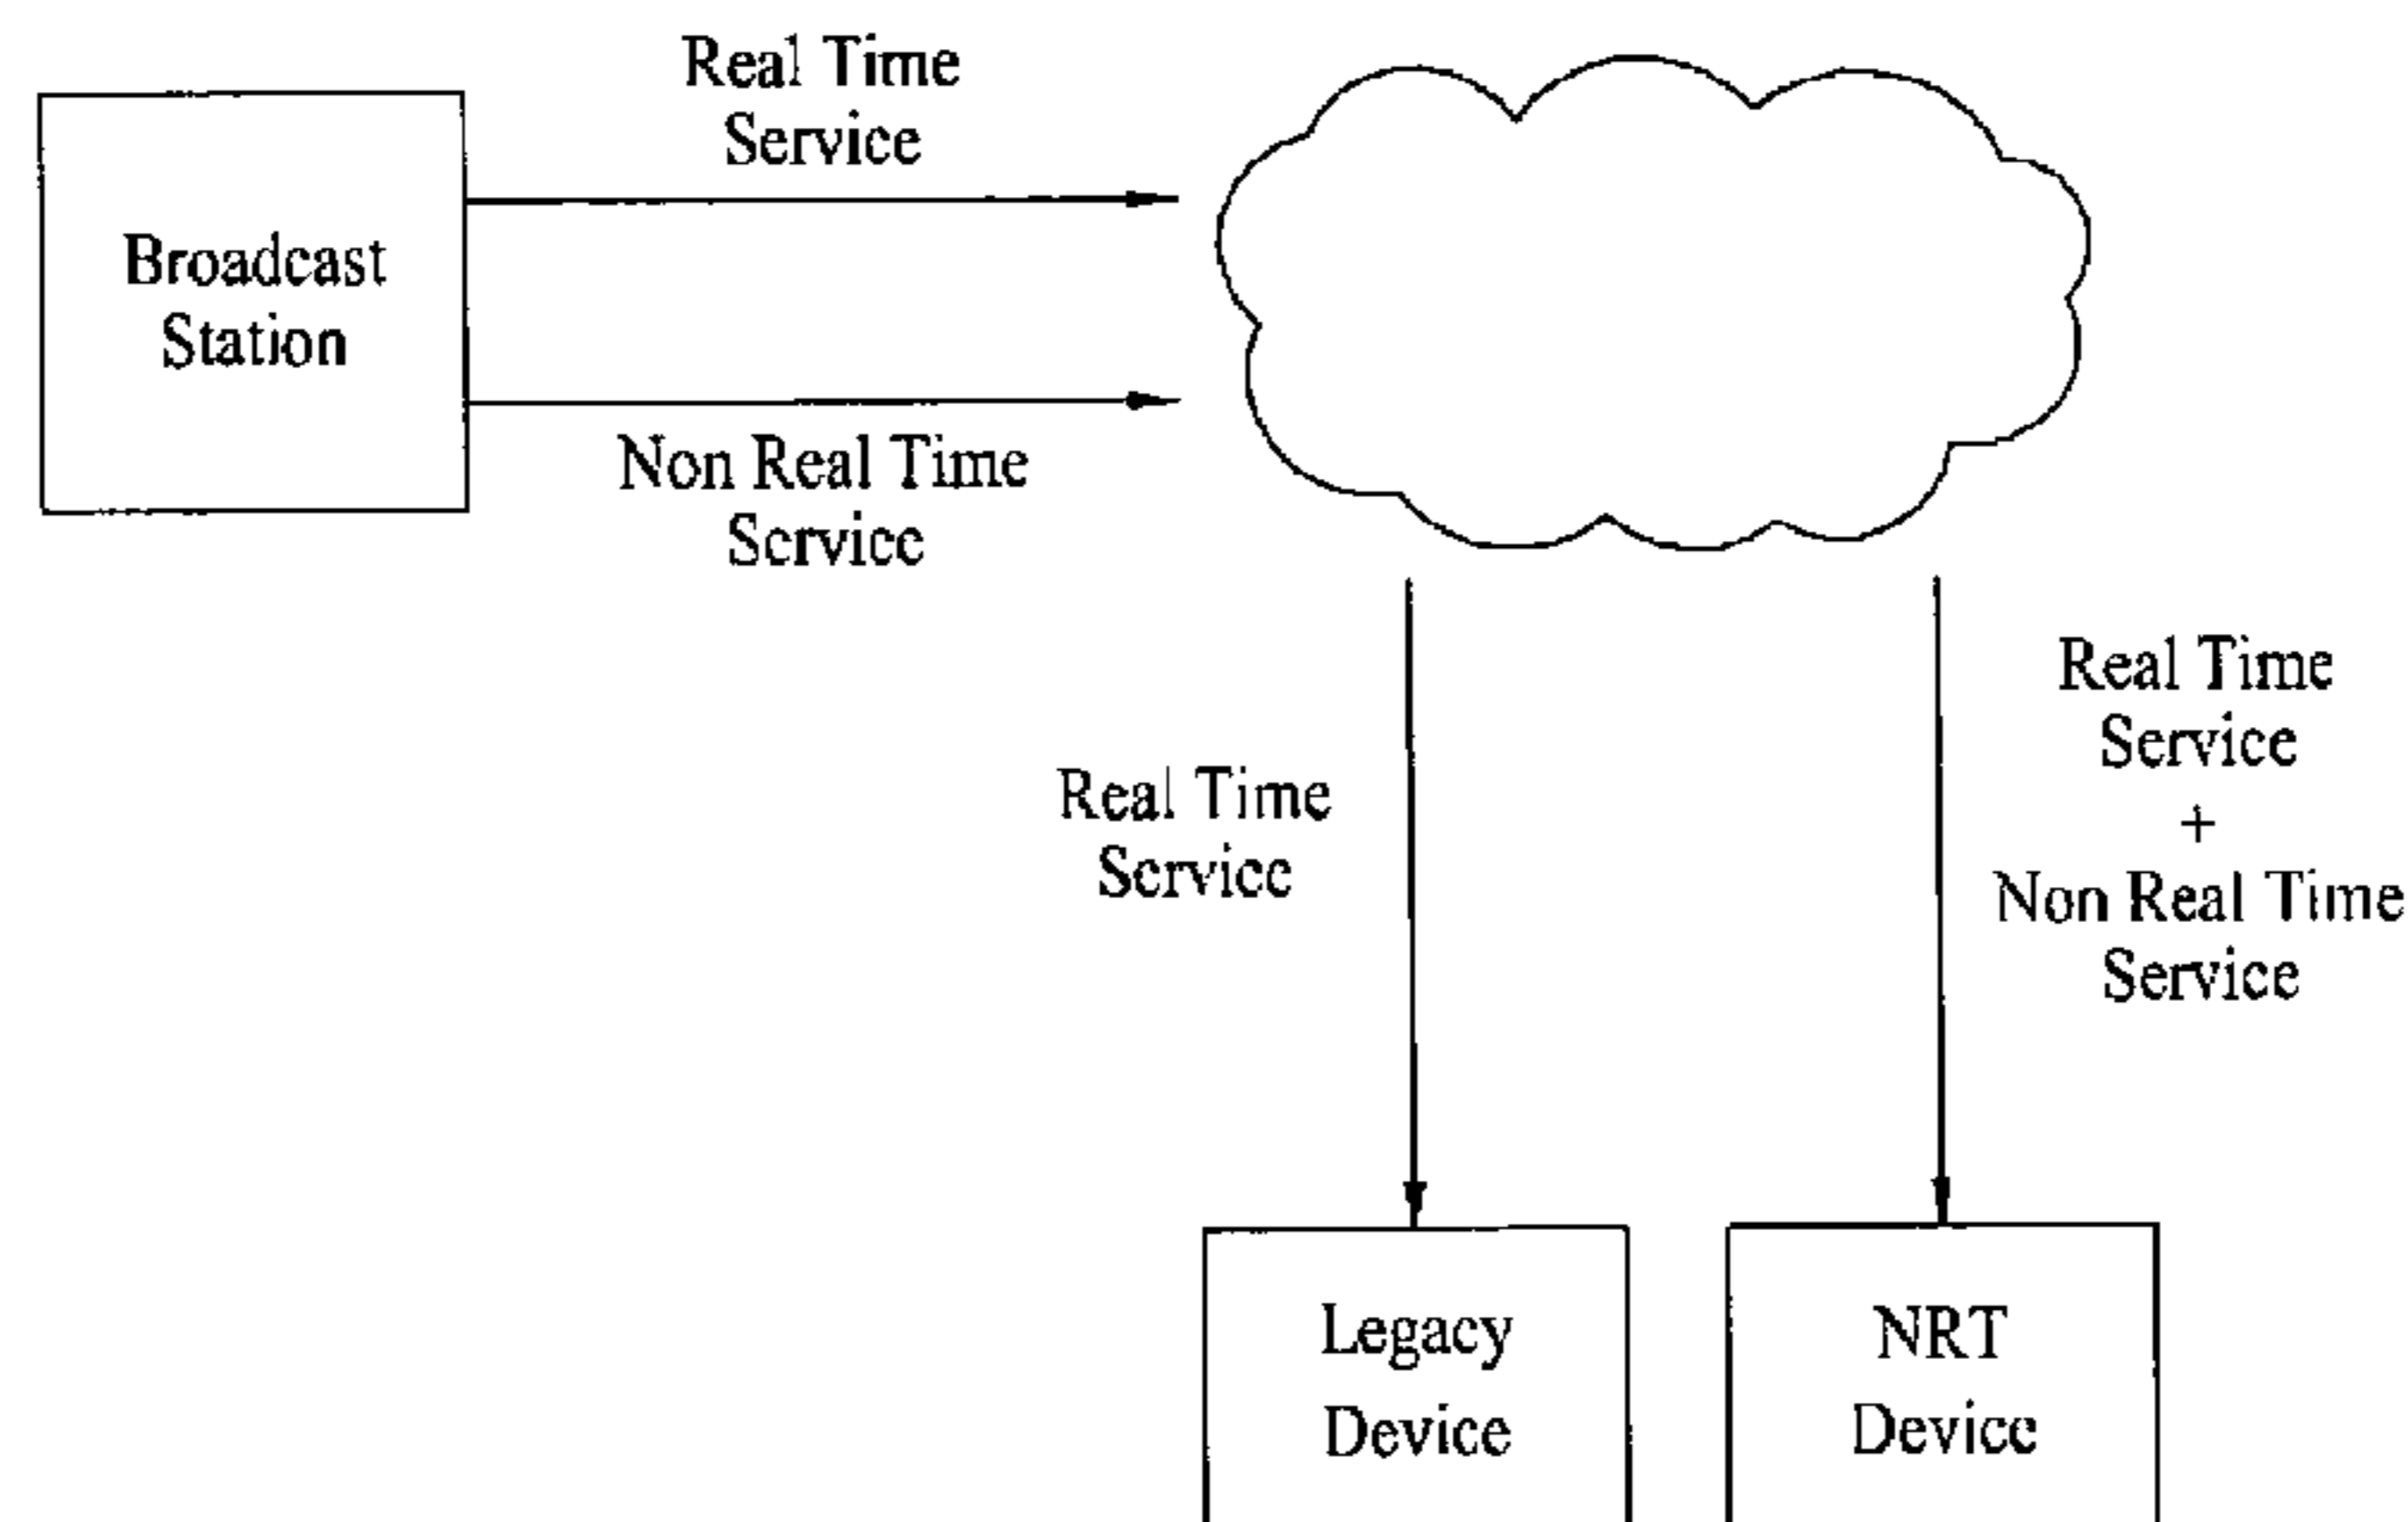 Real Time
Service
Broadcast
Station
Non Real Time
Service
Real Time
Service
Real Time
Service
+
Non Real Time
Service
Legacy
Device
NRT
Device